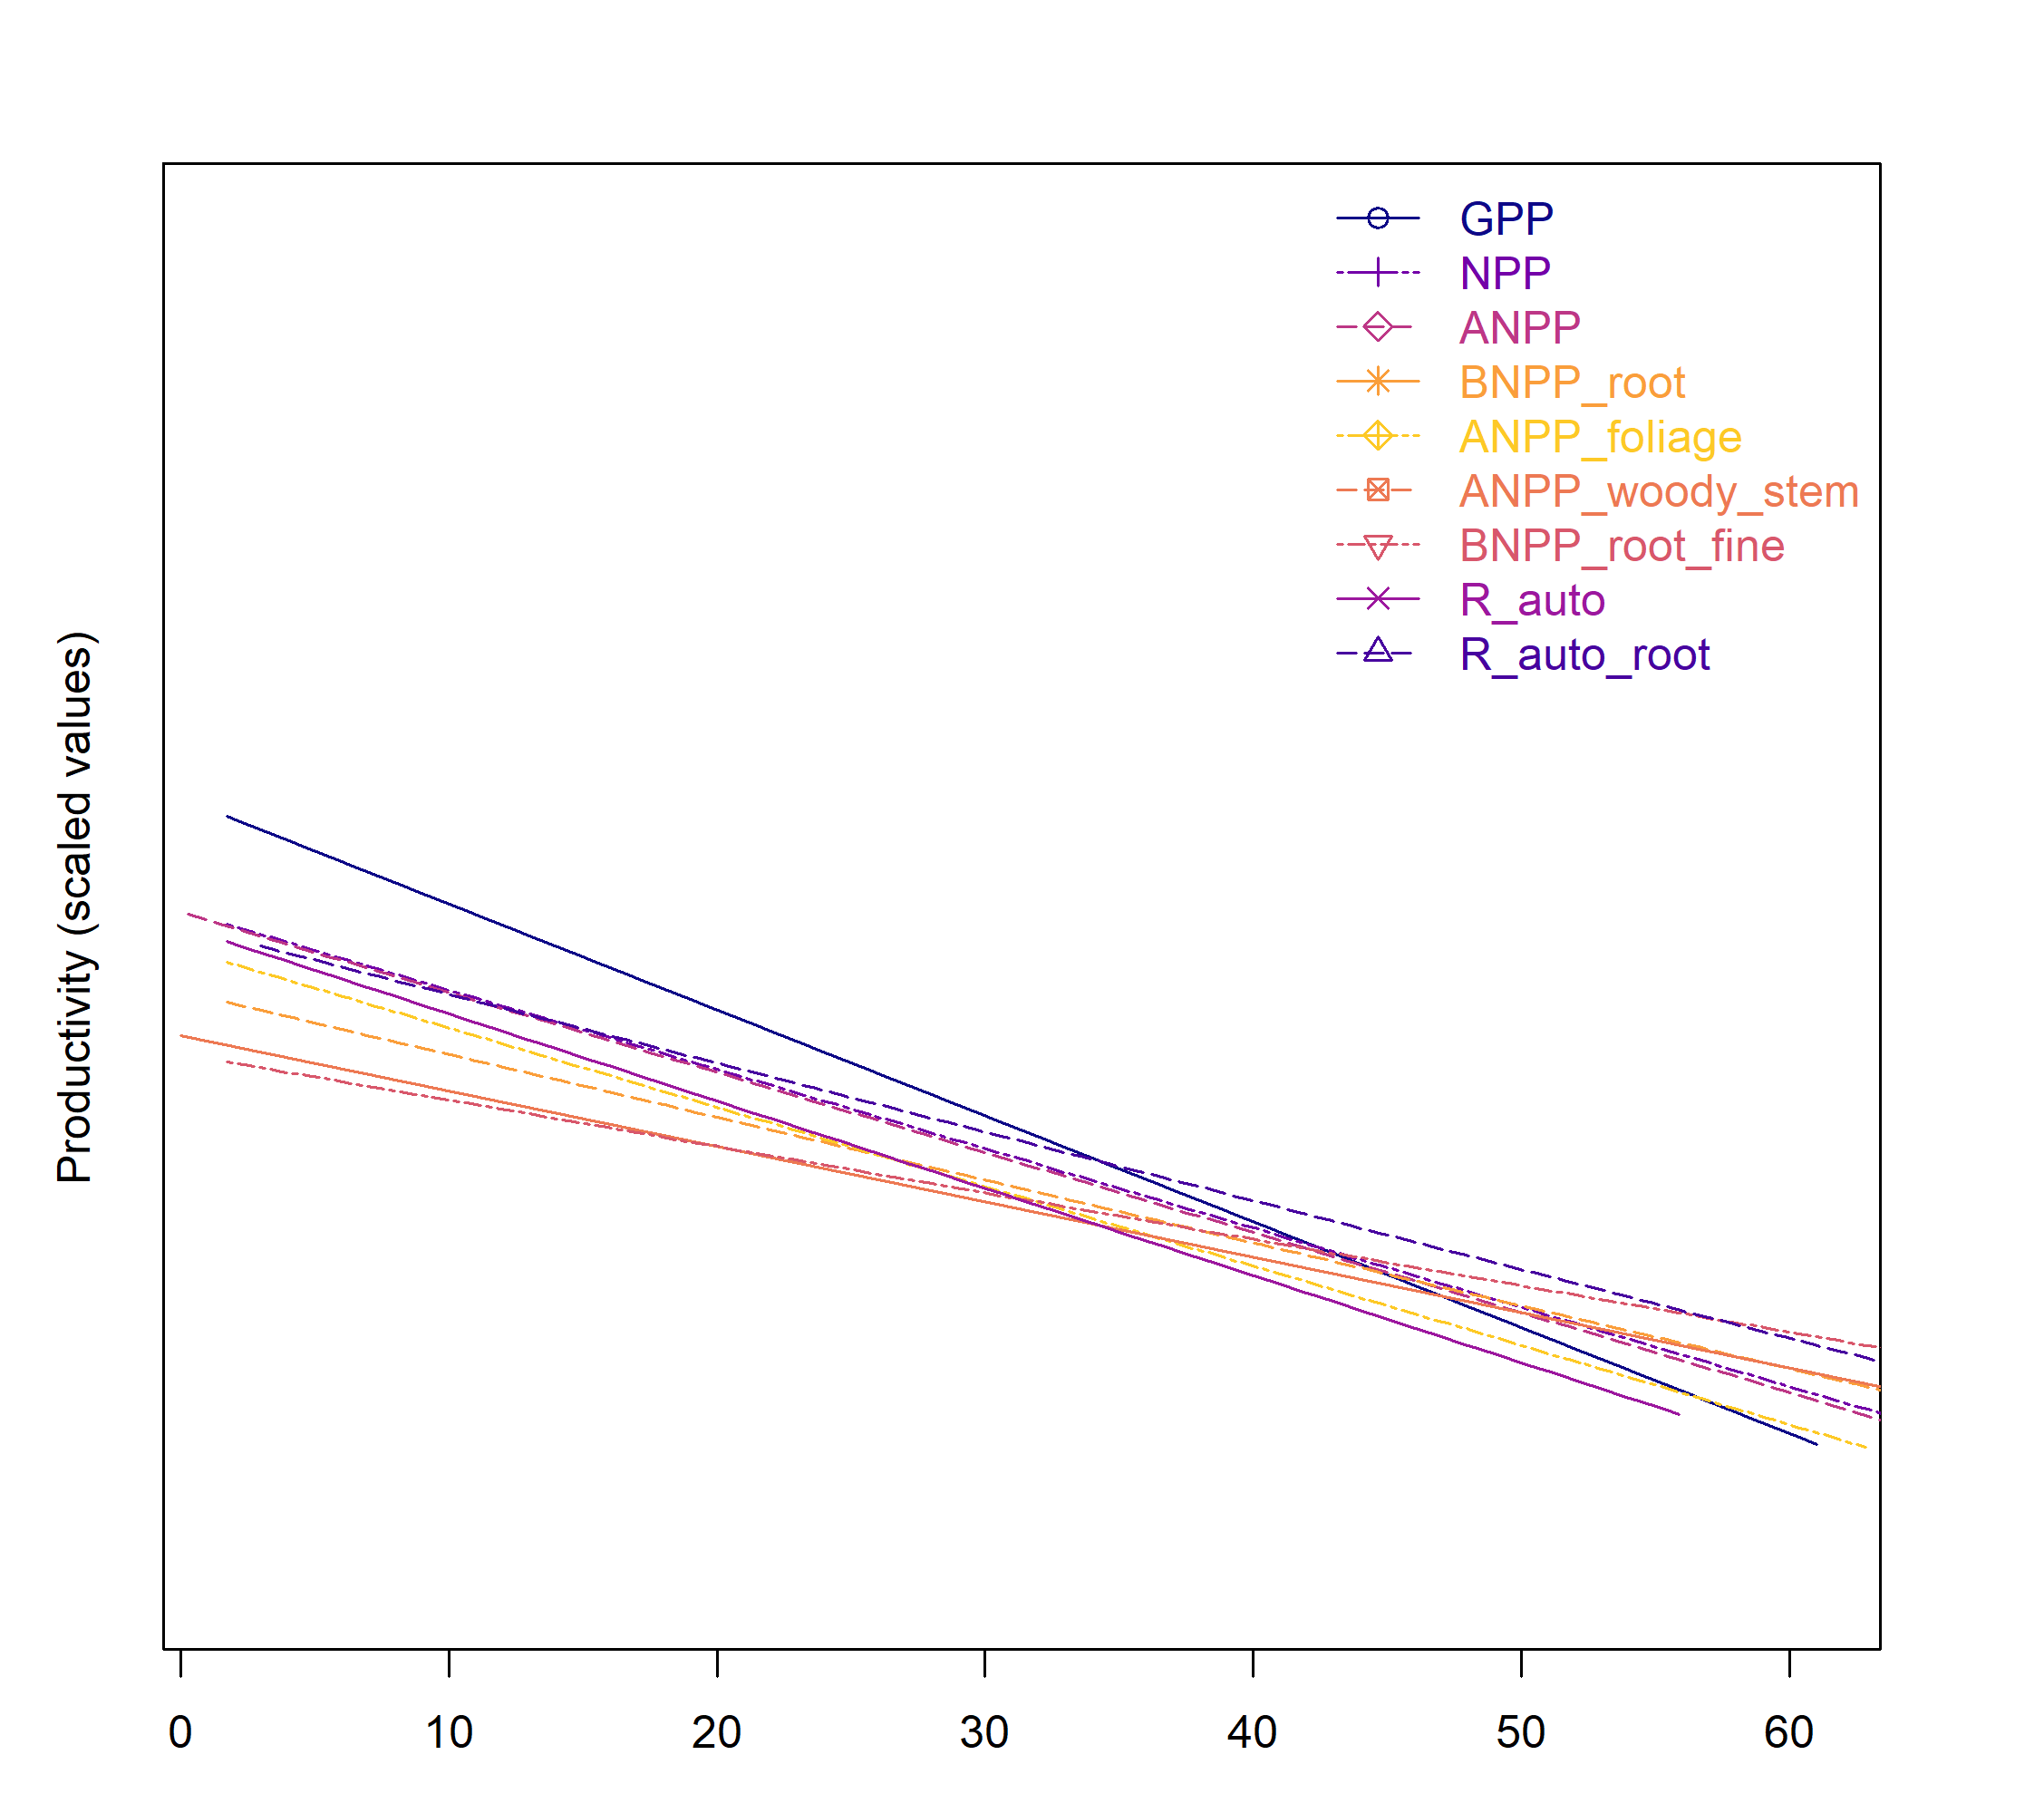 GPP
NPP
ANPP
BNPP_root
ANPP_foliage
ANPP_woody_stem
BNPP_root_fine
R_auto
R_auto_root
Productivity (scaled values)
0 10 20 30 40 50 60